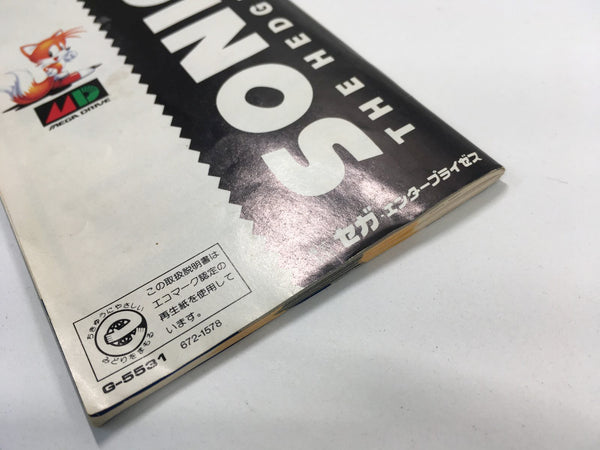 SONIC
THE HEDG
MD
MEGA DRIVE
セガ エンタープライゼス
この取扱説明書は
エコマーク認定の
再生紙を使用して
います。
672-1578
ちきゅうにやさしい
みどりをまもる
G-5531